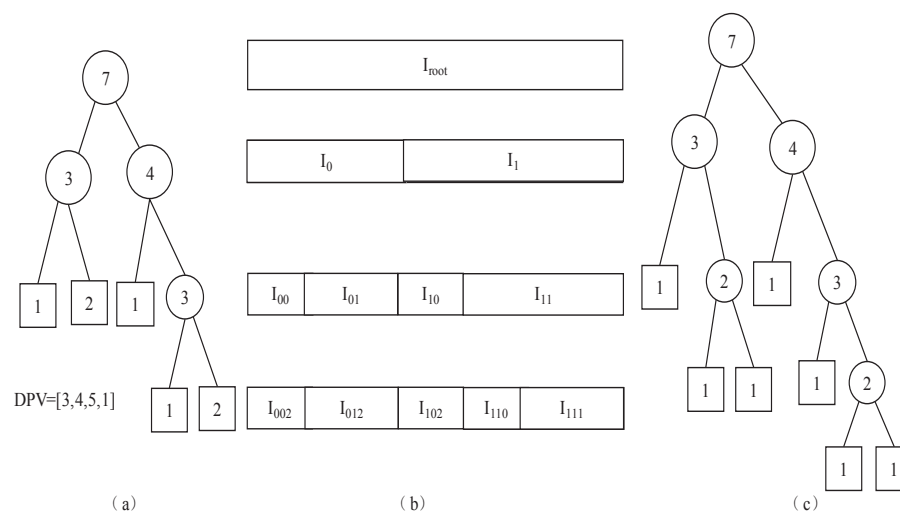 7
3 4
1 2 1 3
1 2
DPV=[3,4,5,1]
(a)
I_root
I_0 I_1
I_00 I_01 I_10 I_11
I_002 I_012 I_102 I_110 I_111
(b)
7
3 4
1 2 1 3
1 1 1 2
1 1
(c)